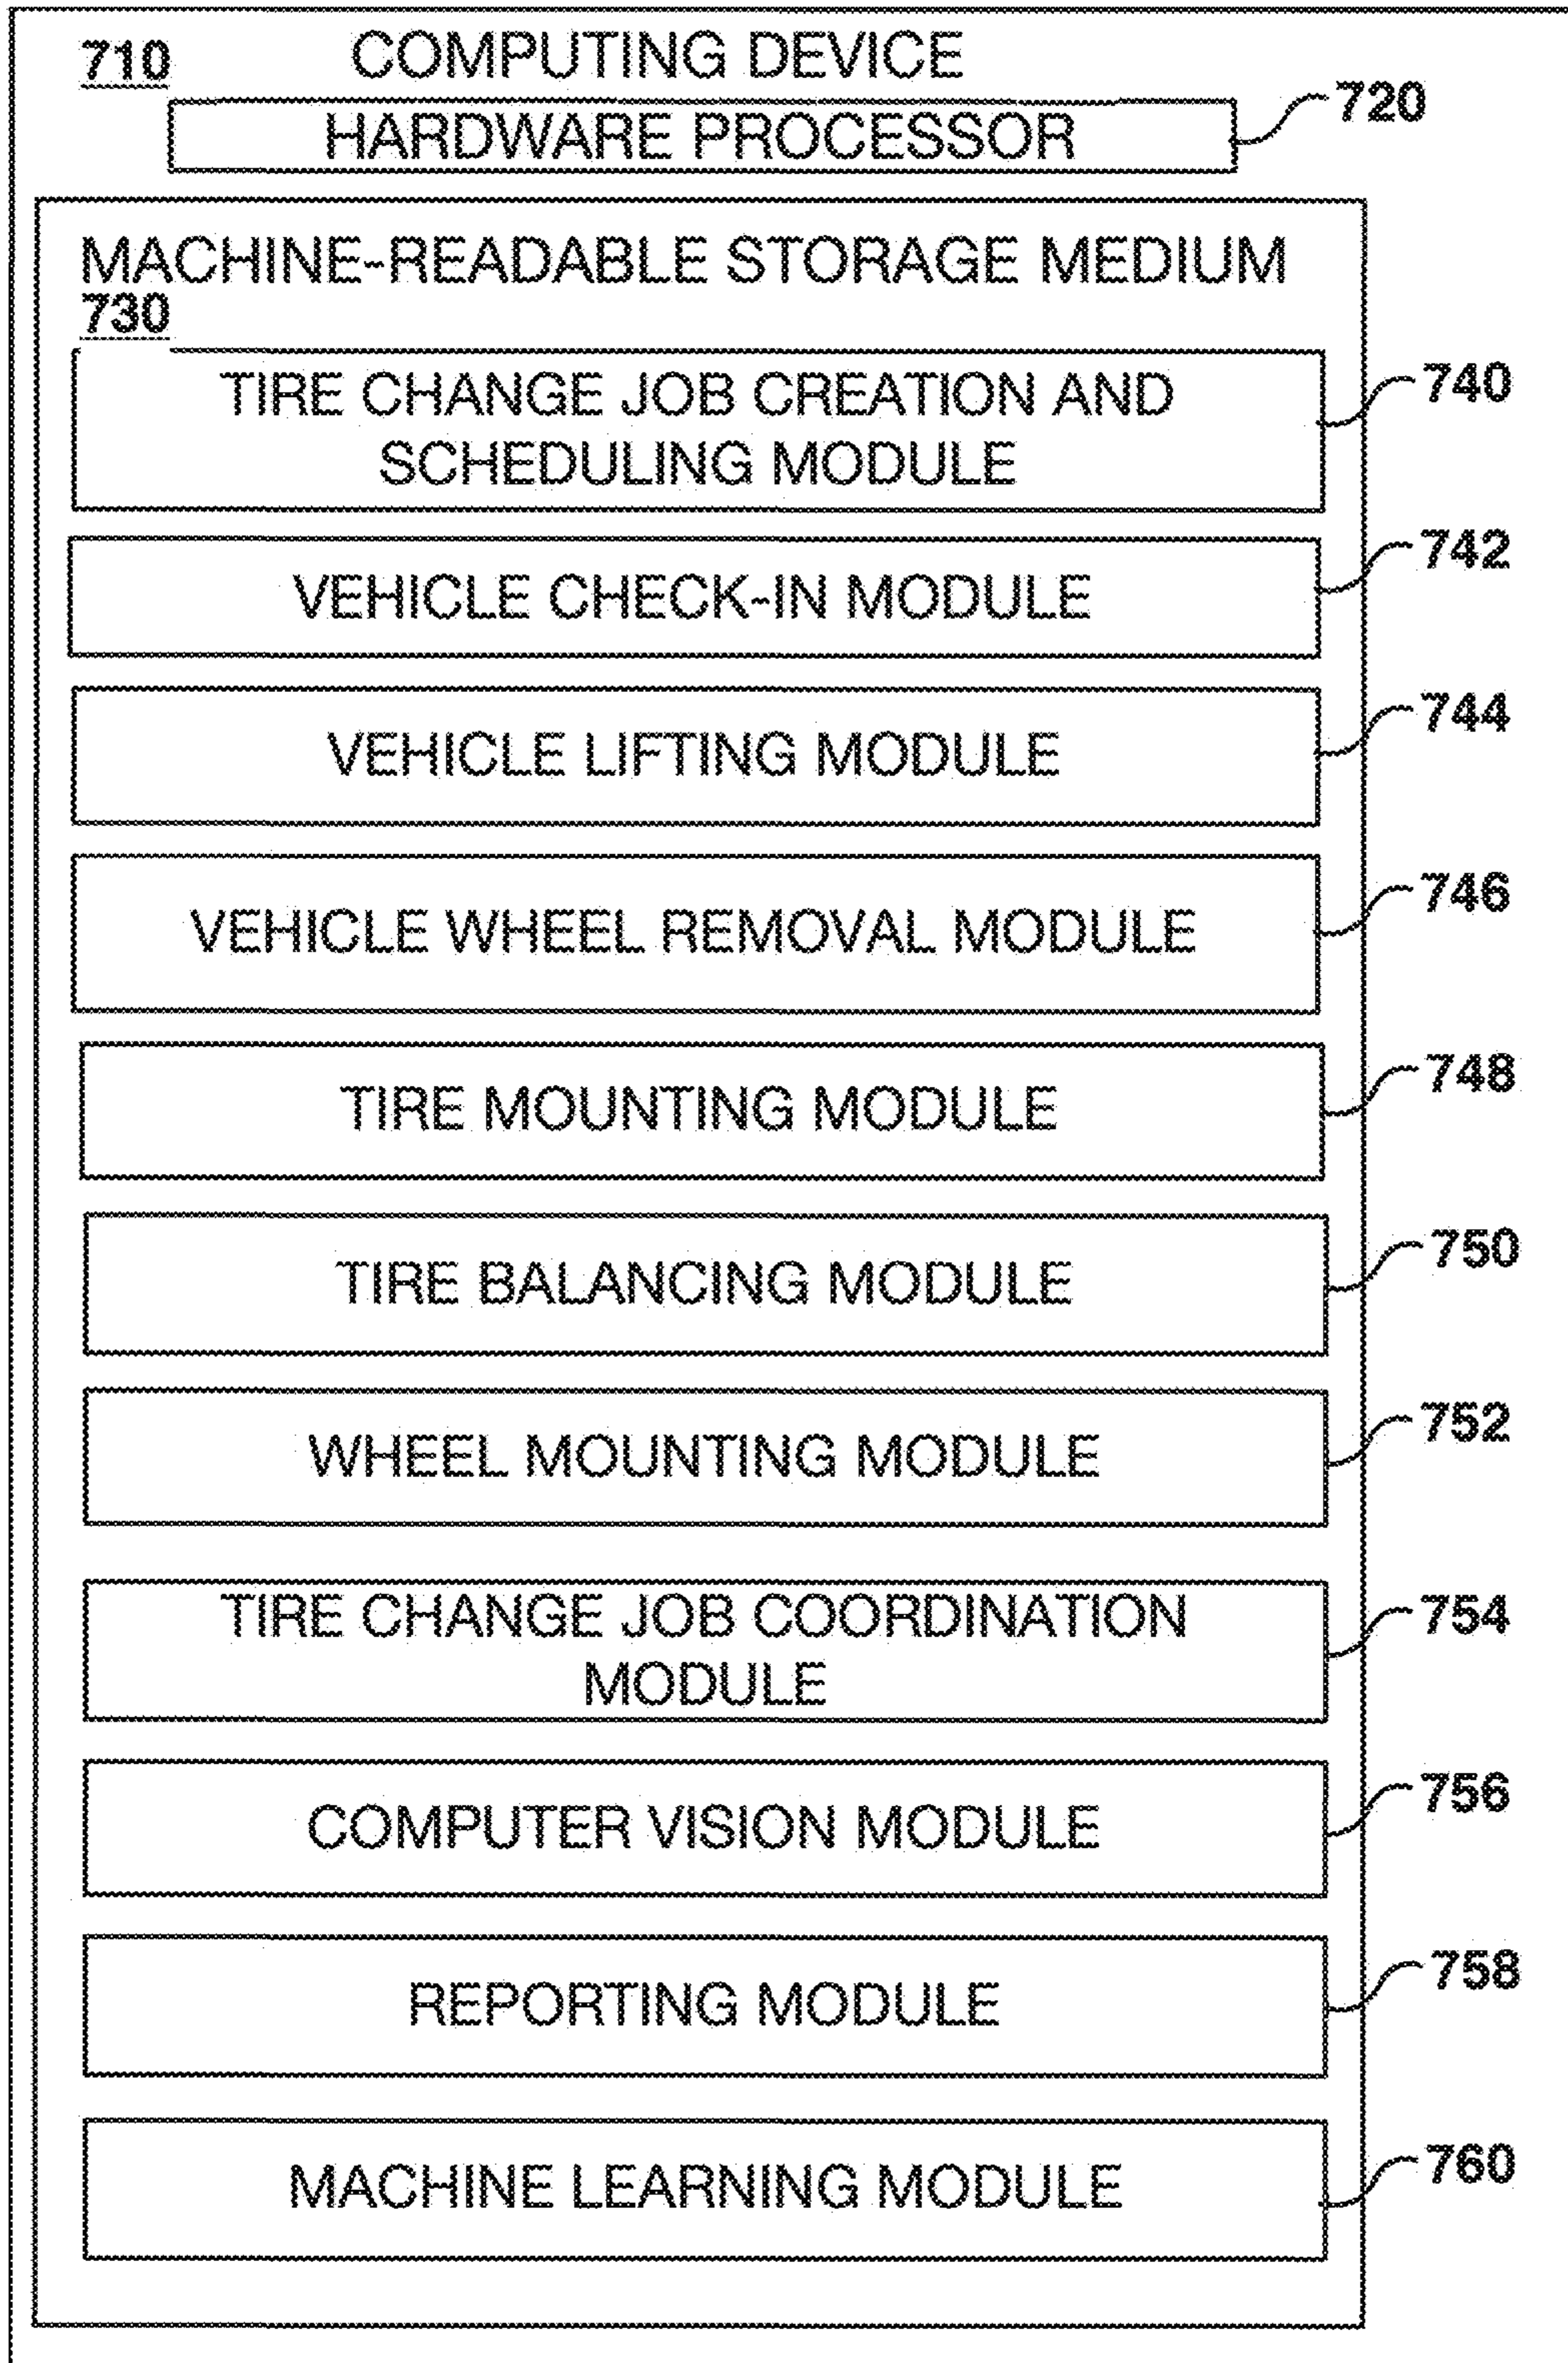 710 COMPUTING DEVICE
HARDWARE PROCESSOR 720
MACHINE-READABLE STORAGE MEDIUM
730
TIRE CHANGE JOB CREATION AND 740
SCHEDULING MODULE
VEHICLE CHECK-IN MODULE 742
VEHICLE LIFTING MODULE 744
VEHICLE WHEEL REMOVAL MODULE 746
TIRE MOUNTING MODULE 748
TIRE BALANCING MODULE 750
WHEEL MOUNTING MODULE 752
TIRE CHANGE JOB COORDINATION 754
MODULE
COMPUTER VISION MODULE 756
REPORTING MODULE 758
MACHINE LEARNING MODULE 760